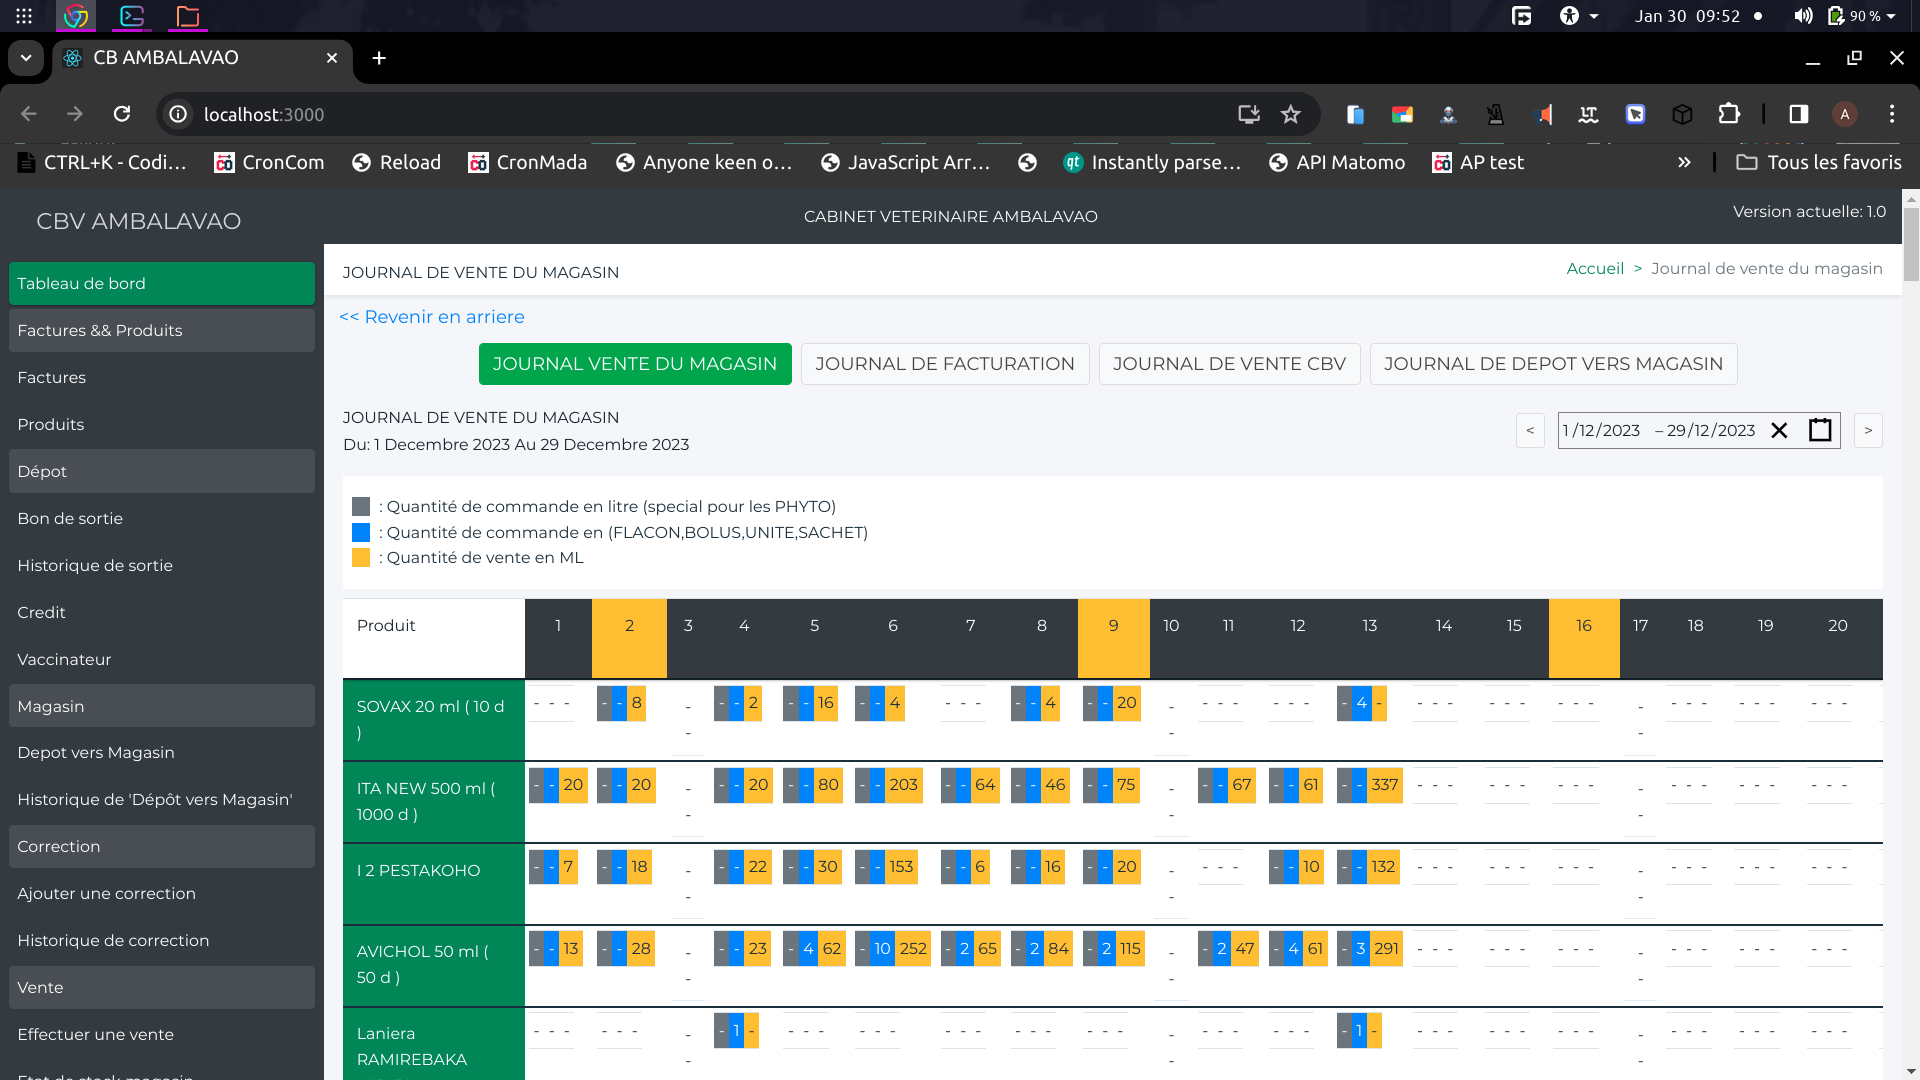 Jan 30 09:52
90 %
CB AMBALAVAO
localhost:3000
A
CTRL+K - Codi...
CronCom
Reload
CronMada
Anyone keen o...
JavaScript Arr...
qt Instantly parse...
API Matomo
AP test
Tous les favoris
CBV AMBALAVAO
CABINET VETERINAIRE AMBALAVAO
Version actuelle: 1.0
Tableau de bord
Factures && Produits
Factures
Produits
Dépot
Bon de sortie
Historique de sortie
Credit
Vaccinateur
Magasin
Depot vers Magasin
Historique de 'Dépôt vers Magasin'
Correction
Ajouter une correction
Historique de correction
Vente
Effectuer une vente
Etat de stock magasin
JOURNAL DE VENTE DU MAGASIN
Accueil > Journal de vente du magasin
<< Revenir en arriere
JOURNAL VENTE DU MAGASIN
JOURNAL DE FACTURATION
JOURNAL DE VENTE CBV
JOURNAL DE DEPOT VERS MAGASIN
JOURNAL DE VENTE DU MAGASIN
Du: 1 Decembre 2023 Au 29 Decembre 2023
< 1/12/2023 – 29/12/2023 >
: Quantité de commande en litre (special pour les PHYTO)
: Quantité de commande en (FLACON,BOLUS,UNITE,SACHET)
: Quantité de vente en ML
Produit 1 2 3 4 5 6 7 8 9 10 11 12 13 14 15 16 17 18 19 20
SOVAX 20 ml ( 10 d
)
- - - - - 8 - - - - 2 - - 16 - - 4 - - - - - 4 - - 20 - - - - - - - - - 4 - - - - - - - - - - - - - - - - - - - - -
ITA NEW 500 ml (
1000 d )
- - 20 - - 20 - - - - 20 - - 80 - - 203 - - 64 - - 46 - - 75 - - - - 67 - - 61 - - 337 - - - - - - - - - - - - - - - - - - - -
I 2 PESTAKOHO
- - 7 - - 18 - - - - 22 - - 30 - - 153 - - 6 - - 16 - - 20 - - - - - - - 10 - - 132 - - - - - - - - - - - - - - - - - - - -
AVICHOL 50 ml (
50 d )
- - 13 - - 28 - - - - 23 - 4 62 - 10 252 - 2 65 - 2 84 - 2 115 - - - 2 47 - 4 61 - 3 291 - - - - - - - - - - - - - - - - - - - -
Laniera
RAMIREBAKA
- - - - - - - - - 1 - - - - - - - - - - - - - - - - - - - - - - - - - 1 - - - - - - - - - - - - - - - - - - - - -